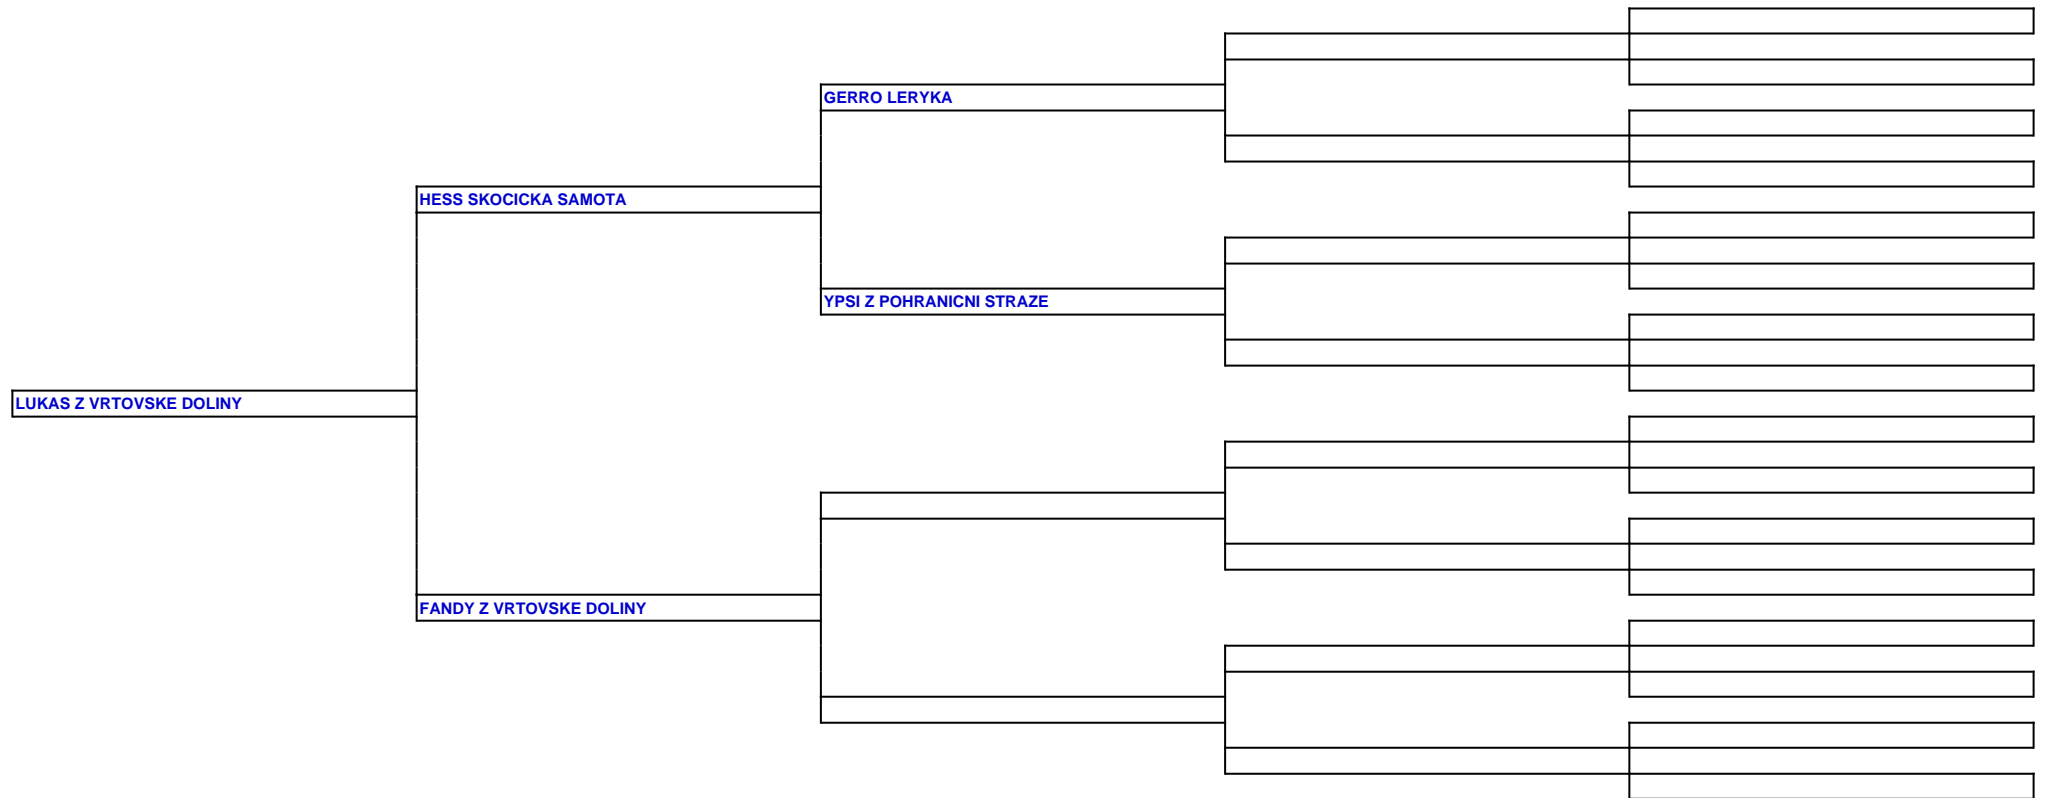 GERRO LERYKA
HESS SKOCICKA SAMOTA
YPSI Z POHRANICNI STRAZE
LUKAS Z VRTOVSKE DOLINY
FANDY Z VRTOVSKE DOLINY